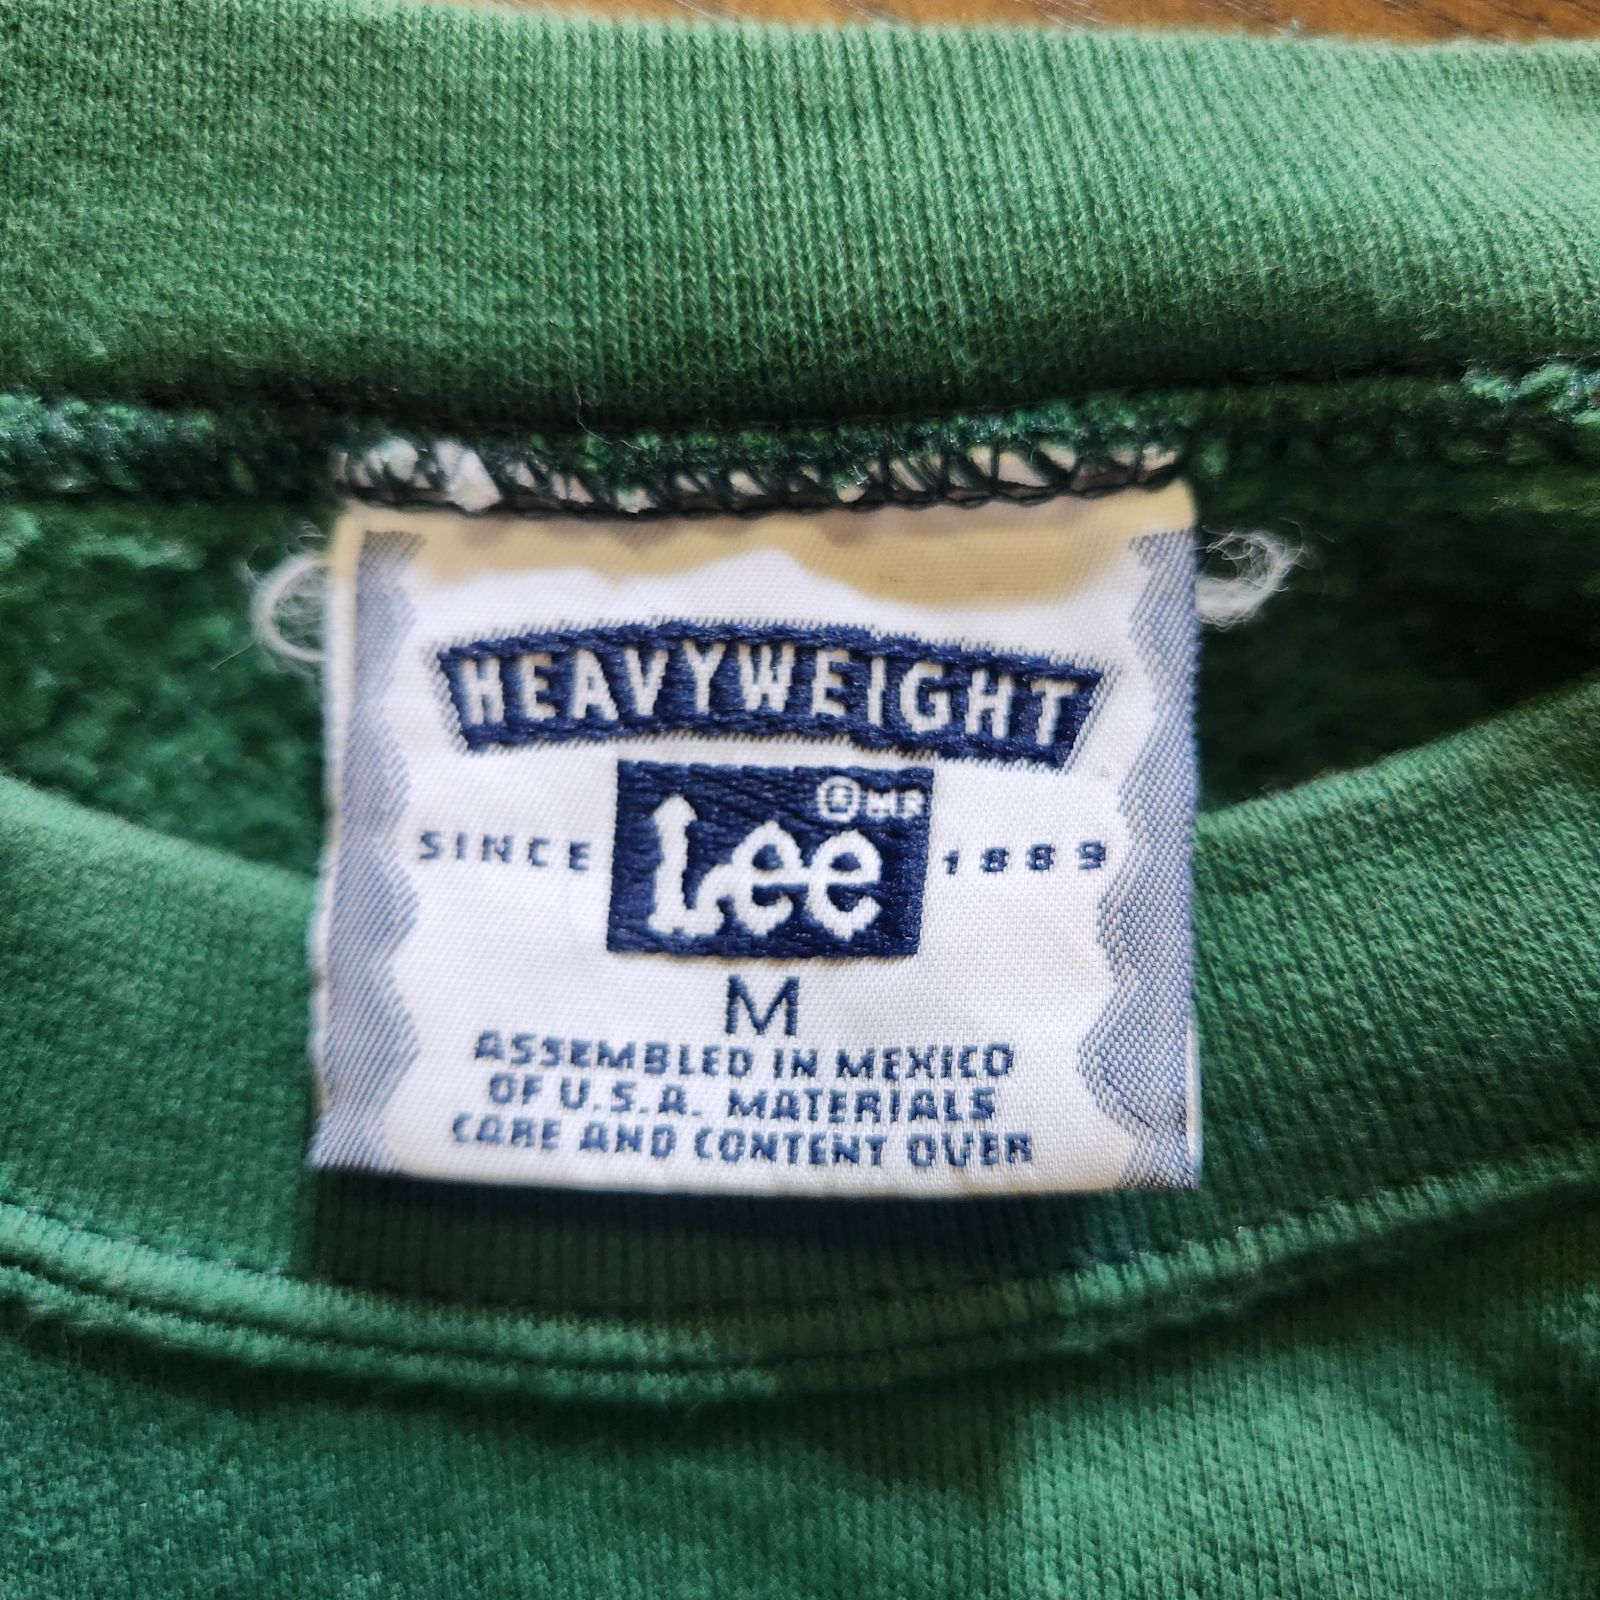 HEAVYWEIGHT
® MR
SINCE Lee 1889
M
ASSEMBLED IN MEXICO
OF U.S.A. MATERIALS
CARE AND CONTENT OVER